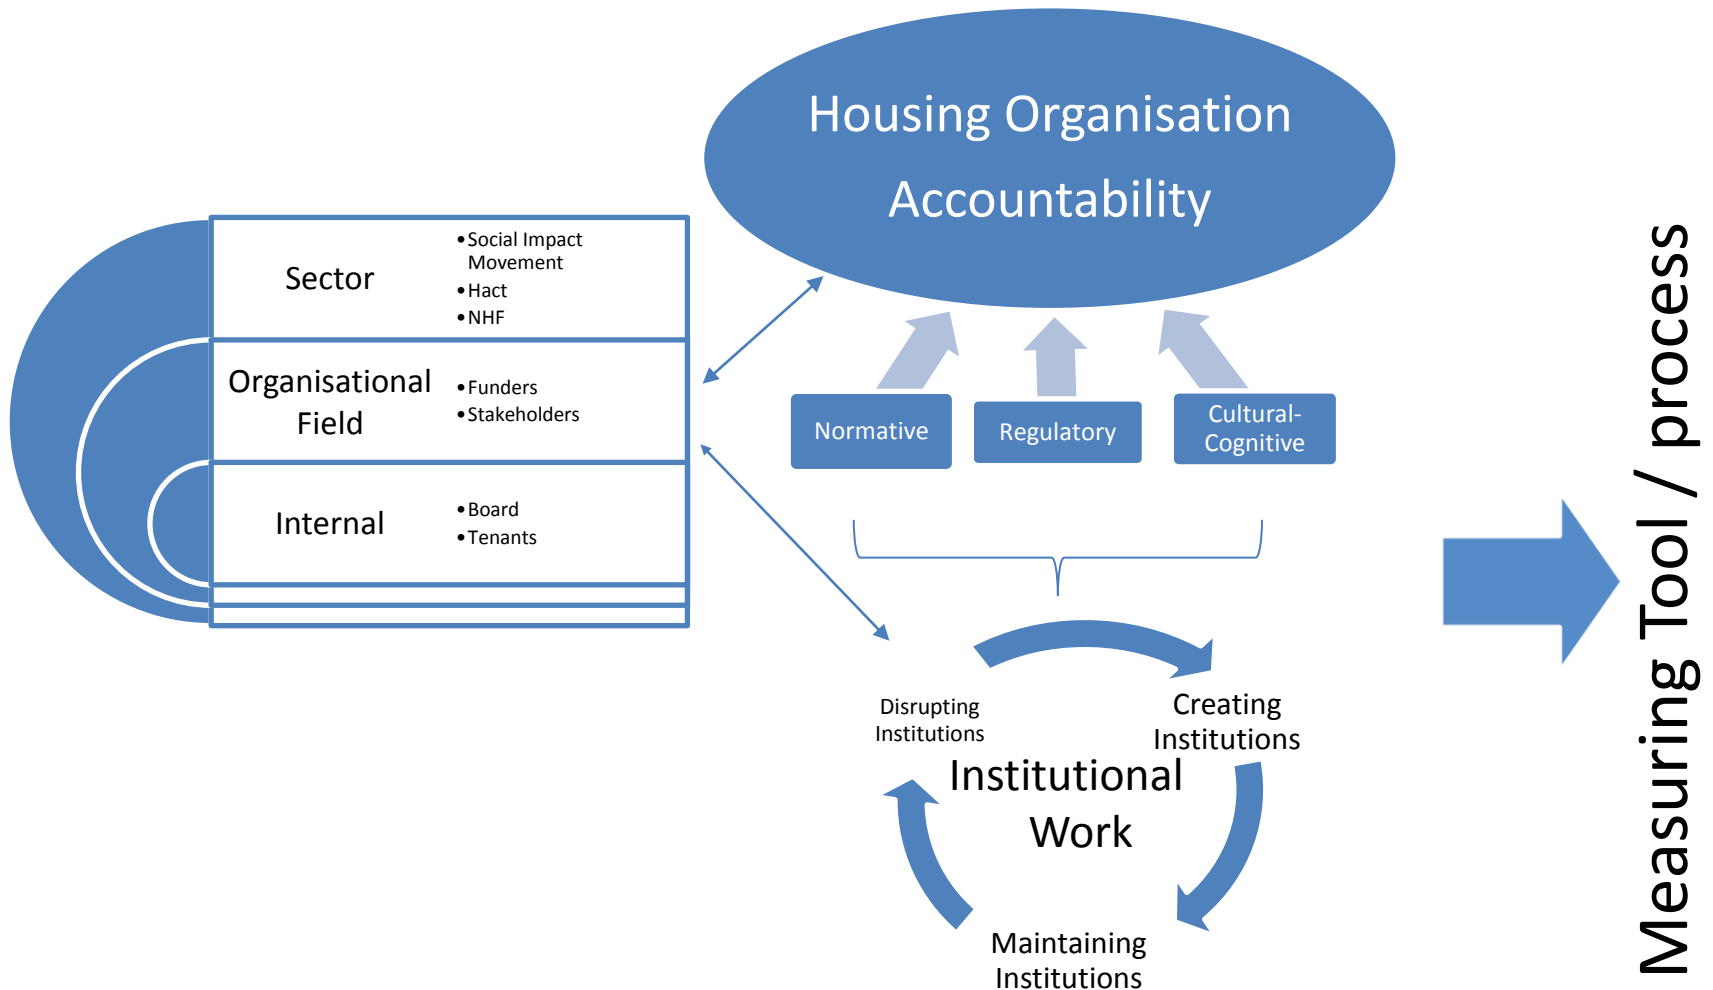 Housing Organisation
Accountability
Sector
•Social Impact
Movement
•Hact
•NHF
Organisational
Field
•Funders
•Stakeholders
Internal
•Board
•Tenants
Normative
Regulatory
Cultural-
Cognitive
Disrupting
Institutions
Creating
Institutions
Institutional
Work
Maintaining
Institutions
Measuring Tool / process